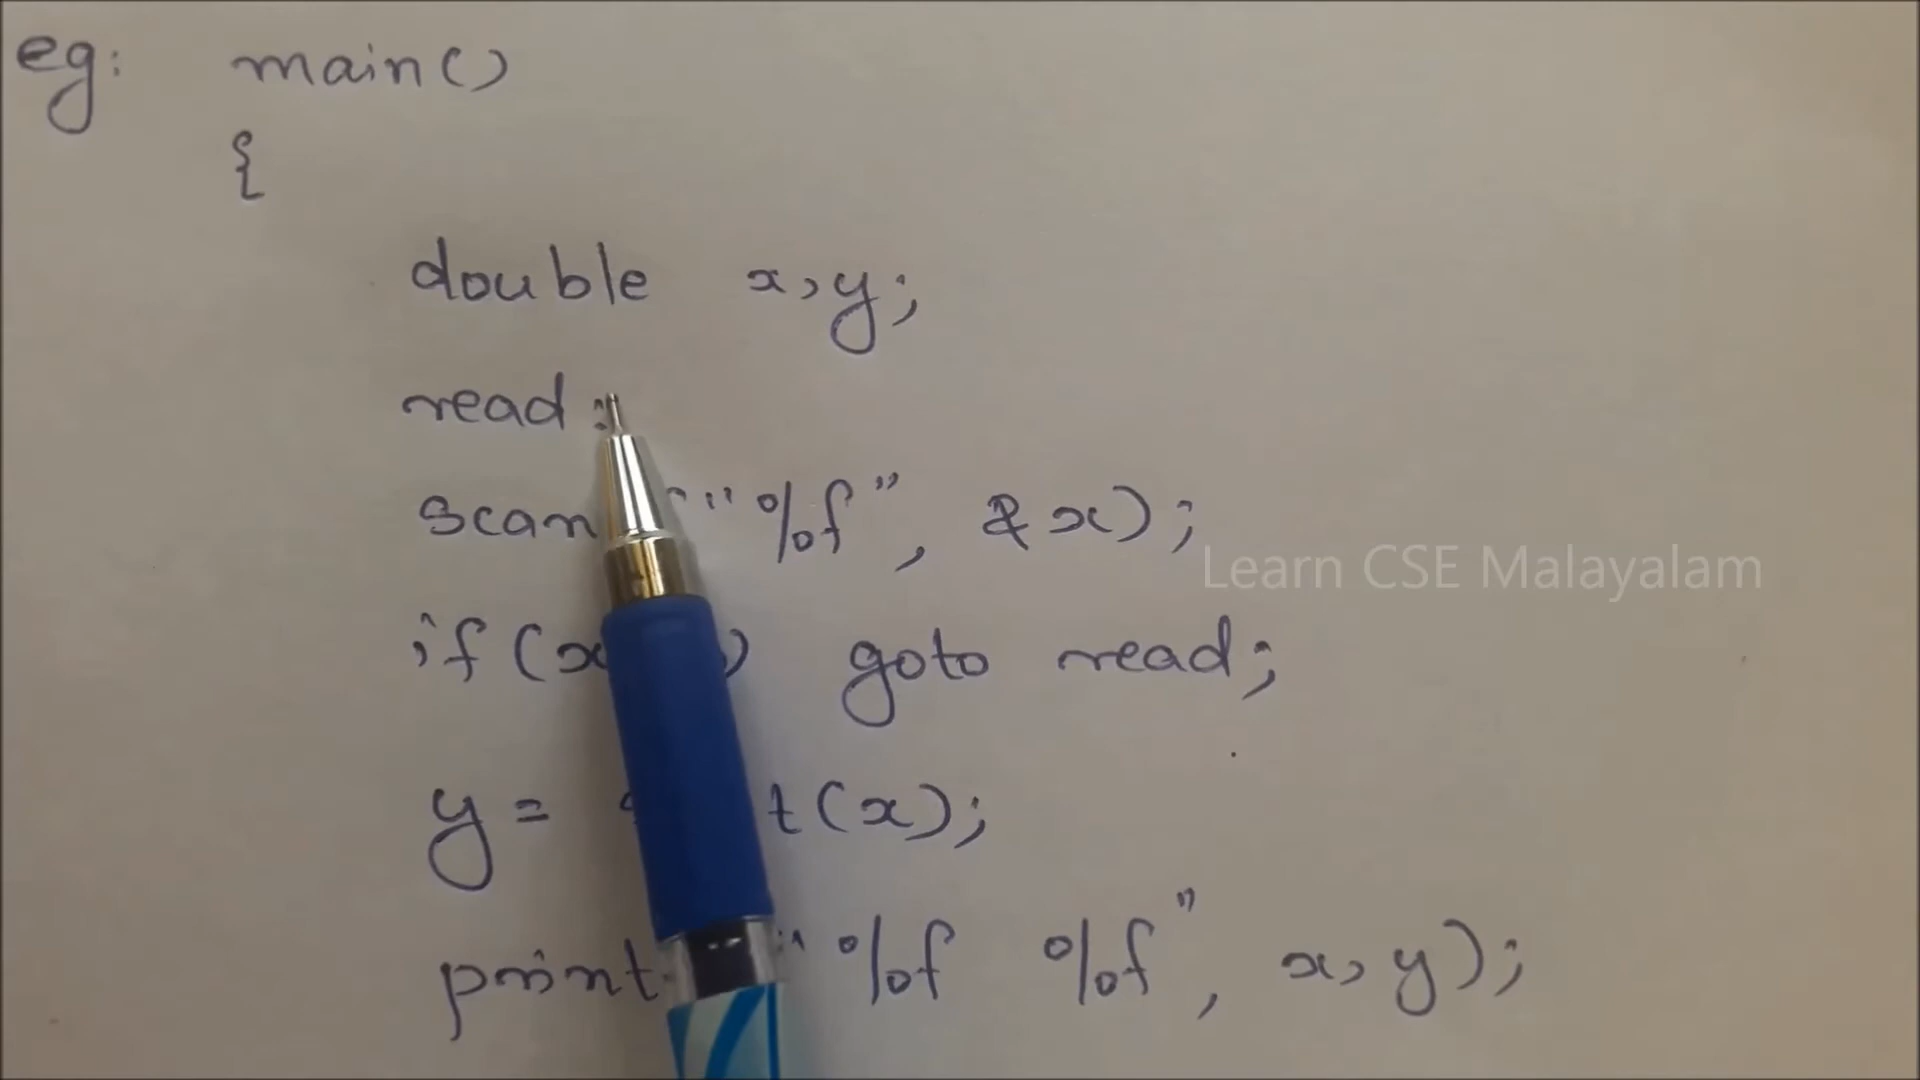 eg: main()
{
double x,y;
read:
scan "%f", &x);
if(x ) goto read;
y = t(x);
print "%f %f", x,y);
Learn CSE Malayalam